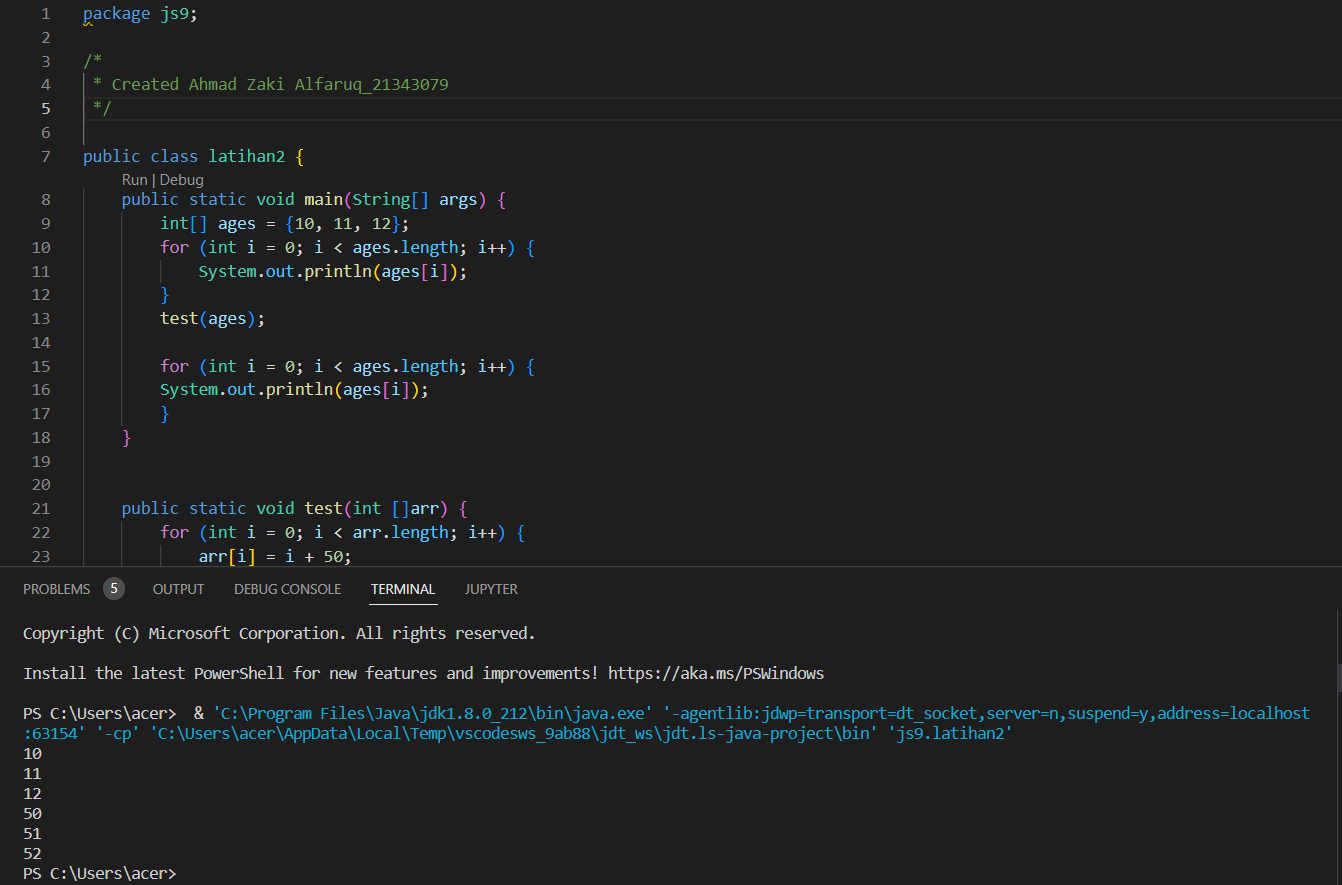 1 package js9;
2
3 /*
4  * Created Ahmad Zaki Alfaruq_21343079
5  */
6
7 public class latihan2 {
Run | Debug
8     public static void main(String[] args) {
9         int[] ages = {10, 11, 12};
10         for (int i = 0; i < ages.length; i++) {
11             System.out.println(ages[i]);
12         }
13         test(ages);
14
15         for (int i = 0; i < ages.length; i++) {
16         System.out.println(ages[i]);
17         }
18     }
19
20
21     public static void test(int []arr) {
22         for (int i = 0; i < arr.length; i++) {
23             arr[i] = i + 50;
PROBLEMS 5 OUTPUT DEBUG CONSOLE TERMINAL JUPYTER
Copyright (C) Microsoft Corporation. All rights reserved.
Install the latest PowerShell for new features and improvements! https://aka.ms/PSWindows
PS C:\Users\acer>  & 'C:\Program Files\Java\jdk1.8.0_212\bin\java.exe' '-agentlib:jdwp=transport=dt_socket,server=n,suspend=y,address=localhost
:63154' '-cp' 'C:\Users\acer\AppData\Local\Temp\vscodesws_9ab88\jdt_ws\jdt.ls-java-project\bin' 'js9.latihan2'
10
11
12
50
51
52
PS C:\Users\acer>